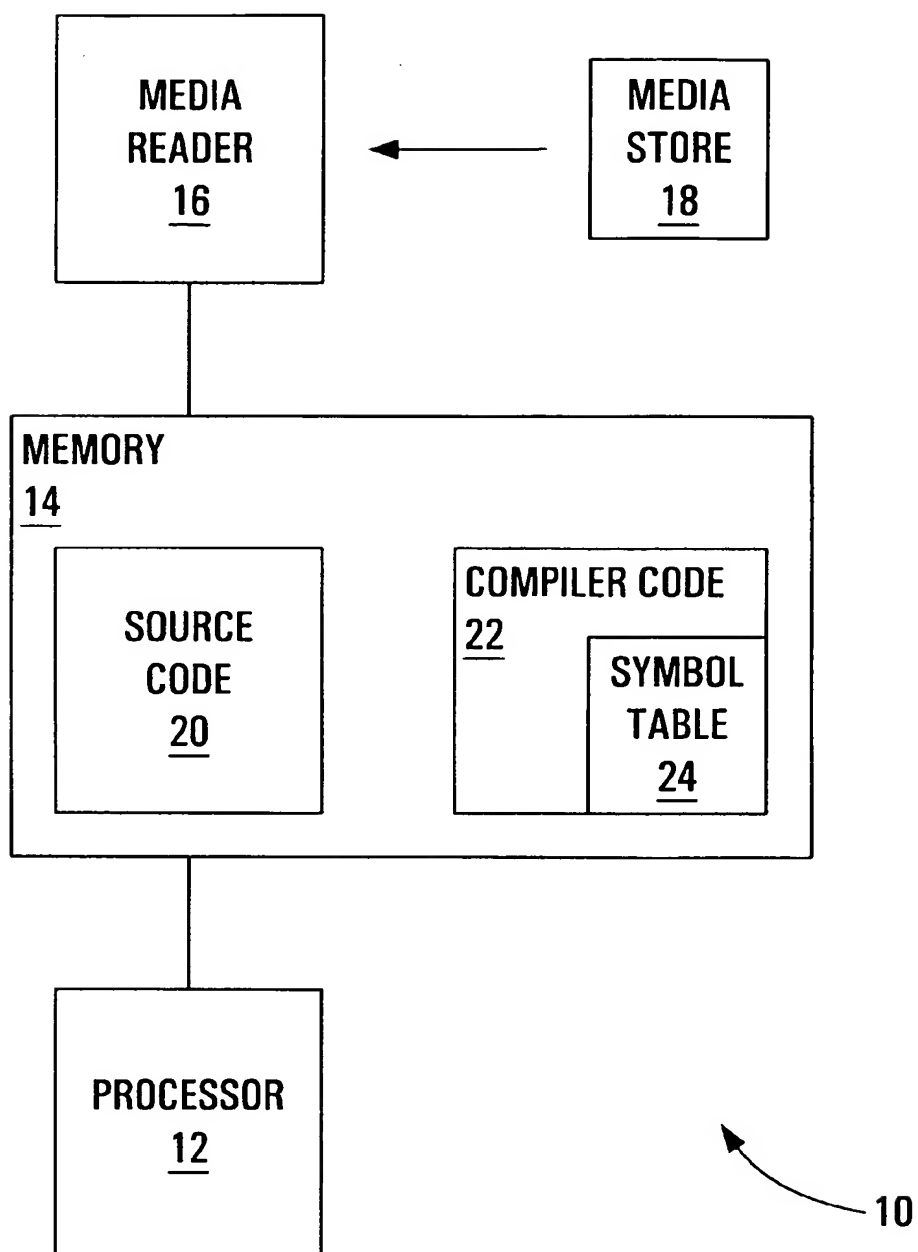 MEDIA
READER
16
MEDIA
STORE
18
MEMORY
14
SOURCE
CODE
20
COMPILER CODE
22
SYMBOL
TABLE
24
PROCESSOR
12
10